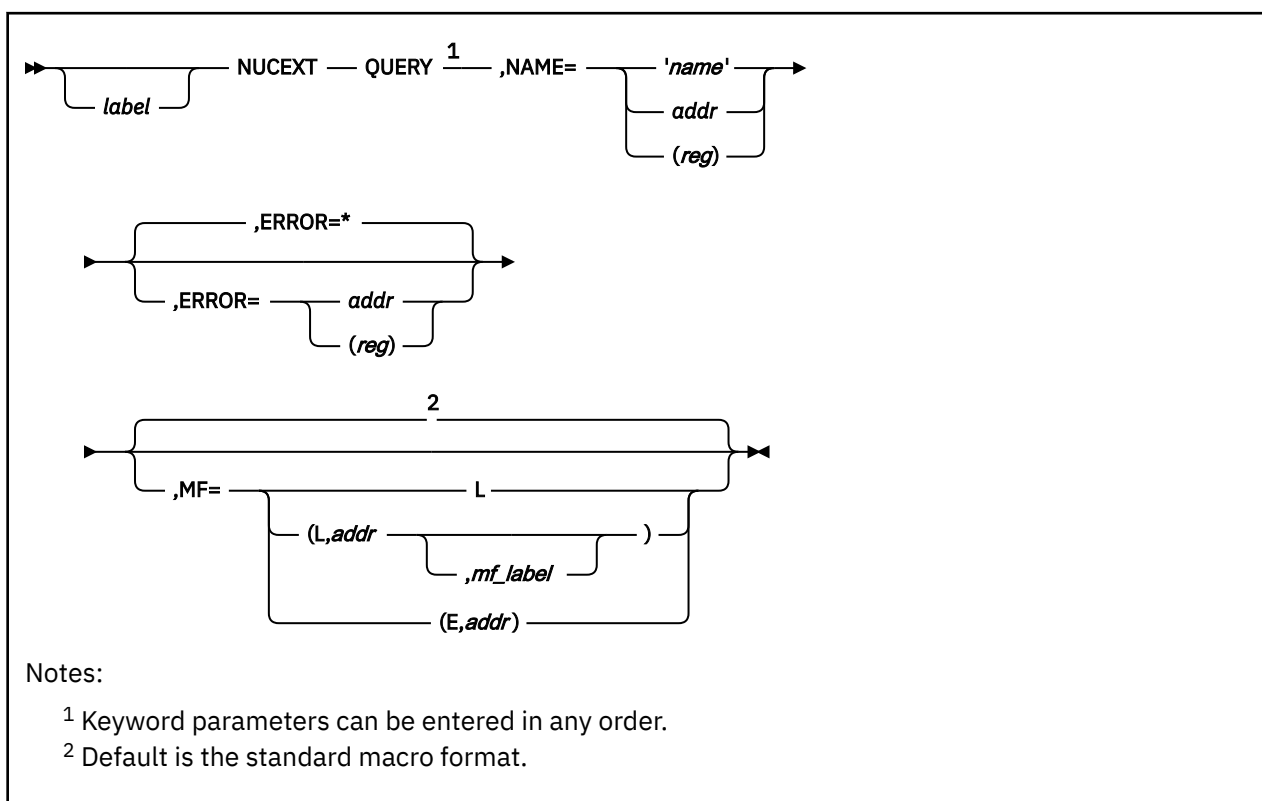 1
NUCEXT QUERY ,NAME= 'name'
label addr
(reg)
,ERROR=*
,ERROR= addr
(reg)
2
,MF= L
(L,addr )
,mf_label
(E,addr)
Notes:
1 Keyword parameters can be entered in any order.
2 Default is the standard macro format.